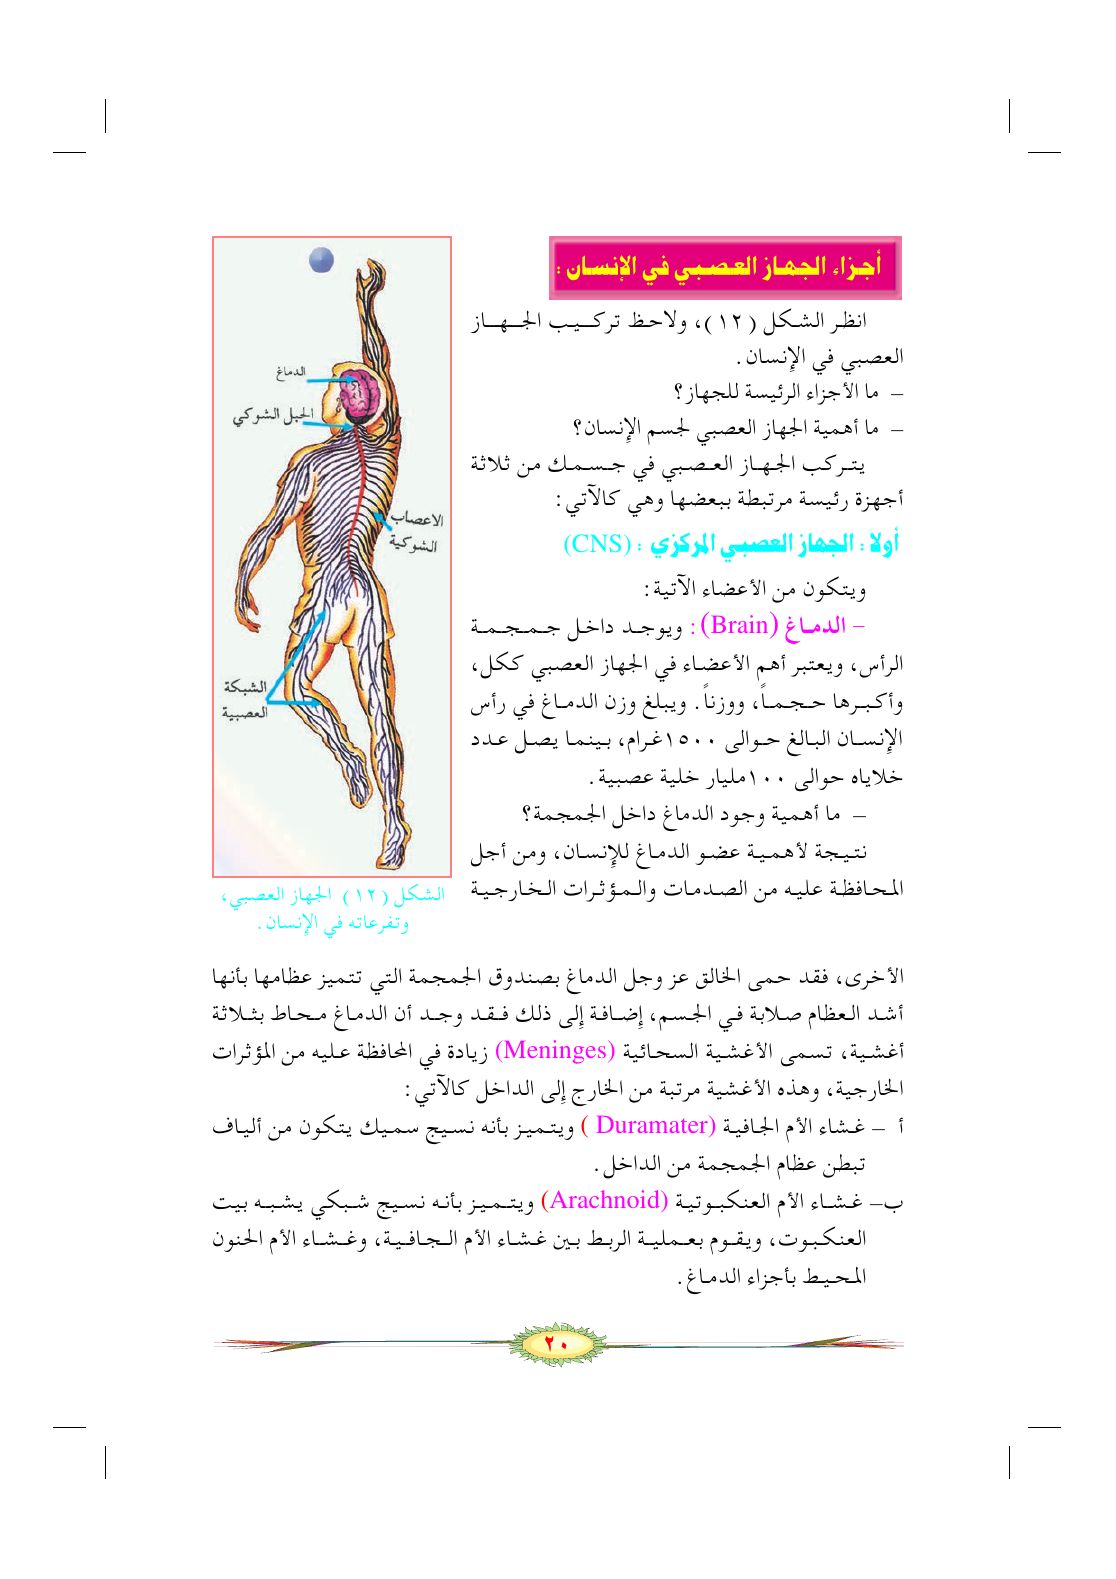 أجزاء الجهاز العصبي في الإنسان :
انظر الشكل (١٢)، ولاحظ تركيب الجهاز
العصبي في الإنسان.
– ما الأجزاء الرئيسة للجهاز؟
– ما أهمية الجهاز العصبي لجسم الإنسان؟
يتركب الجهاز العصبي في جسمك من ثلاثة
أجهزة رئيسة مرتبطة ببعضها وهي كالآتي:
أولا : الجهاز العصبي المركزي : (CNS)
ويتكون من الأعضاء الآتية:
– الدماغ (Brain): ويوجد داخل جمجمة
الرأس، ويعتبر أهم الأعضاء في الجهاز العصبي ككل،
وأكبرها حجماً، ووزناً. ويبلغ وزن الدماغ في رأس
الإنسان البالغ حوالى ١٥٠٠غرام، بينما يصل عدد
خلاياه حوالى ١٠٠مليار خلية عصبية.
– ما أهمية وجود الدماغ داخل الجمجمة؟
نتيجة لأهمية عضو الدماغ للإنسان، ومن أجل
المحافظة عليه من الصدمات والمؤثرات الخارجية
الدماغ
الحبل الشوكي
الاعصاب
الشوكية
الشبكة
العصبية
الشكل (١٢) الجهاز العصبي،
وتفرعاته في الإنسان.
الأخرى، فقد حمى الخالق عز وجل الدماغ بصندوق الجمجمة التي تتميز عظامها بأنها
أشد العظام صلابة في الجسم، إضافة إلى ذلك فقد وجد أن الدماغ محاط بثلاثة
أغشية، تسمى الأغشية السحائية (Meninges) زيادة في المحافظة عليه من المؤثرات
الخارجية، وهذه الأغشية مرتبة من الخارج إلى الداخل كالآتي:
أ – غشاء الأم الجافية (Duramater ) ويتميز بأنه نسيج سميك يتكون من ألياف
تبطن عظام الجمجمة من الداخل.
ب– غشاء الأم العنكبوتية (Arachnoid) ويتميز بأنه نسيج شبكي يشبه بيت
العنكبوت، ويقوم بعملية الربط بين غشاء الأم الجافية، وغشاء الأم الحنون
المحيط بأجزاء الدماغ.
٢٠